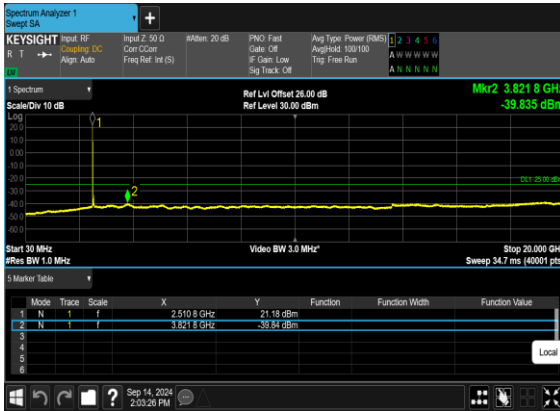 Spectrum Analyzer 1
Swept SA
+
KEYSIGHT Input: RF Input Z: 50 Ω #Atten: 20 dB PNO: Fast Avg Type: Power (RMS) 1 2 3 4 5 6
R T Coupling: DC Corr CCorr Gate: Off Avg|Hold: 100/100 A W W W W W
Align: Auto Freq Ref: Int (S) IF Gain: Low Trig: Free Run
LXI Sig Track: Off A N N N N N
1 Spectrum Ref Lvl Offset 26.00 dB Mkr2 3.821 8 GHz
Scale/Div 10 dB Ref Level 30.00 dBm -39.835 dBm
Log
20.0 1
10.0
0.00
-10.0
-20.0 DL1 -25.00 dBm
-30.0 2
-40.0
-50.0
-60.0
Start 30 MHz Video BW 3.0 MHz* Stop 20.000 GHz
#Res BW 1.0 MHz Sweep 34.7 ms (40001 pts)
5 Marker Table
Mode Trace Scale X Y Function Function Width Function Value
1 N 1 f 2.510 8 GHz 21.18 dBm
2 N 1 f 3.821 8 GHz -39.84 dBm
3
4
5
6
Local
? Sep 14, 2024
2:03:26 PM